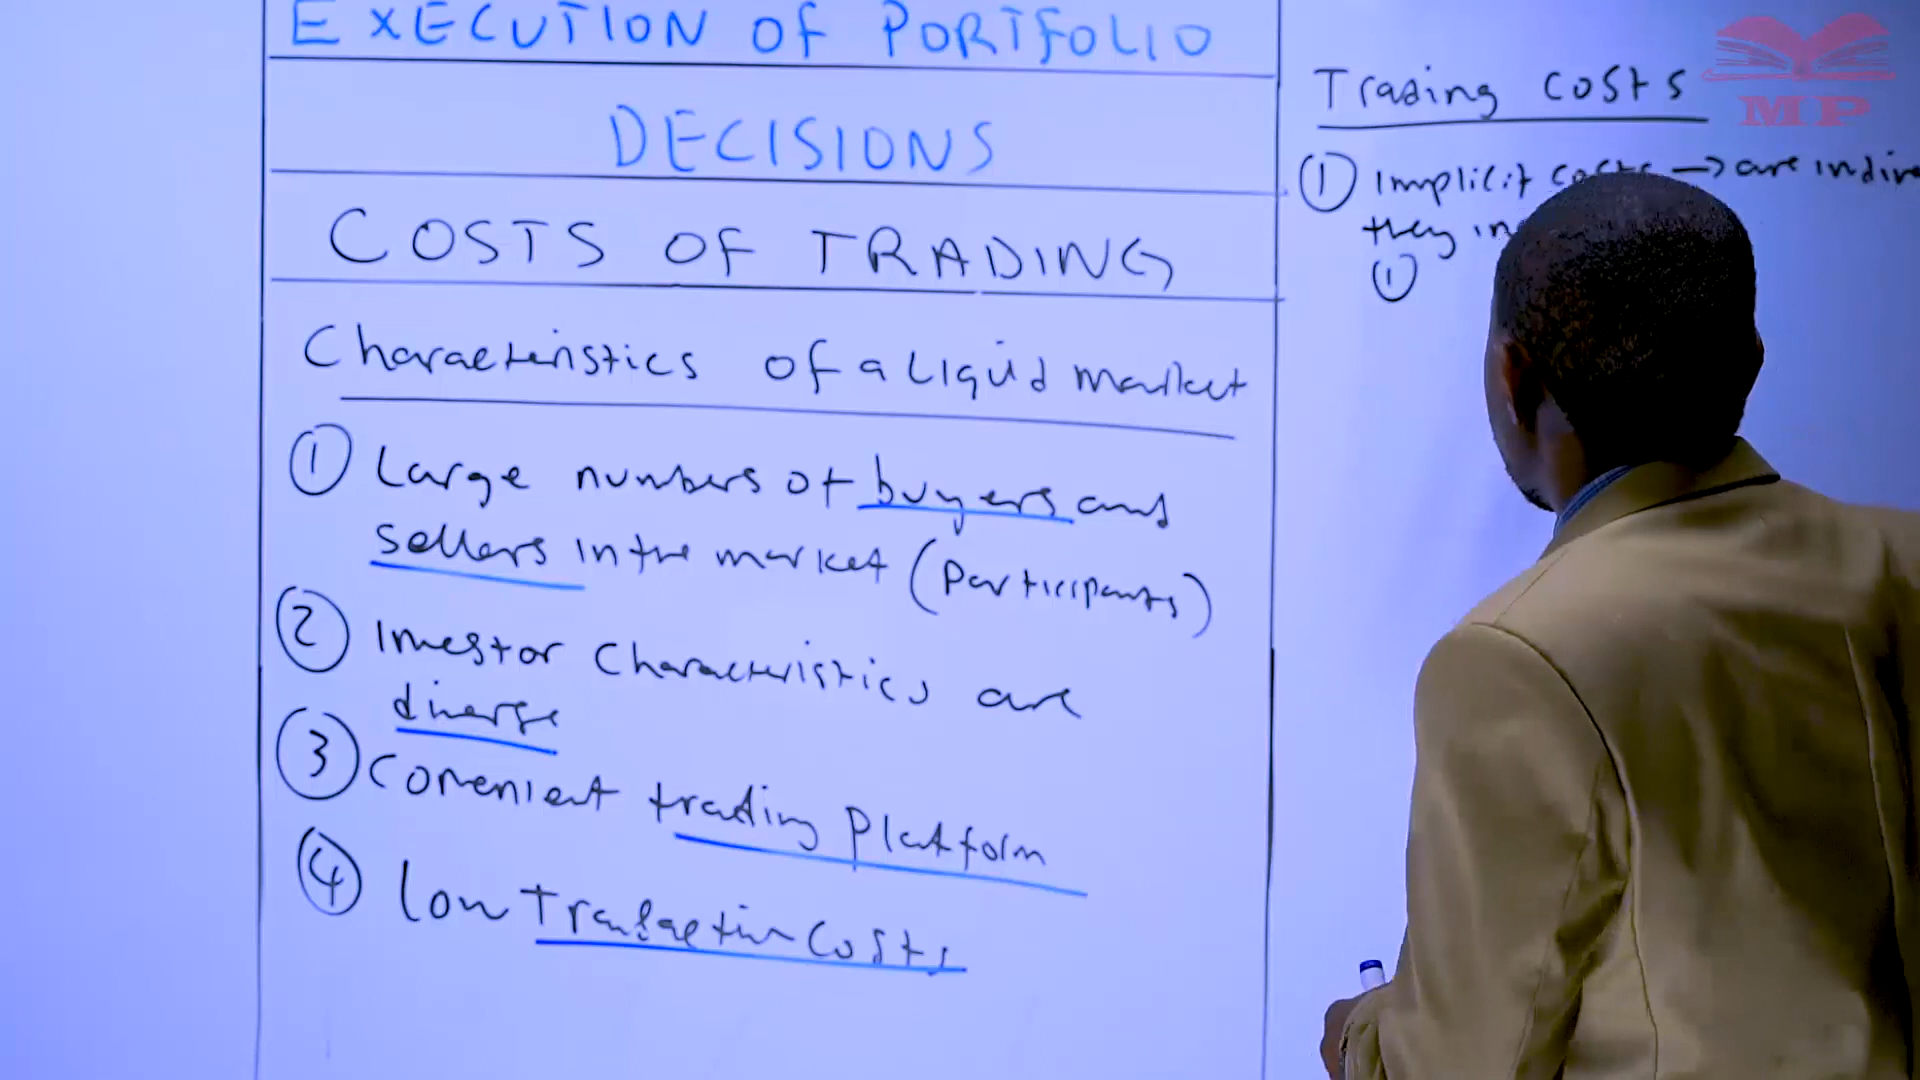 EXECUTION OF PORTFOLIO
DECISIONS
COSTS OF TRADING
Characteristics of a liquid market
① Large numbers of buyers and
sellers in the market (Participants)
② Investor Characteristics are
diverse
③ Convenient trading Platform
④ Low Transaction Costs
Trading Costs
① Implicit costs → are
they
①
MP